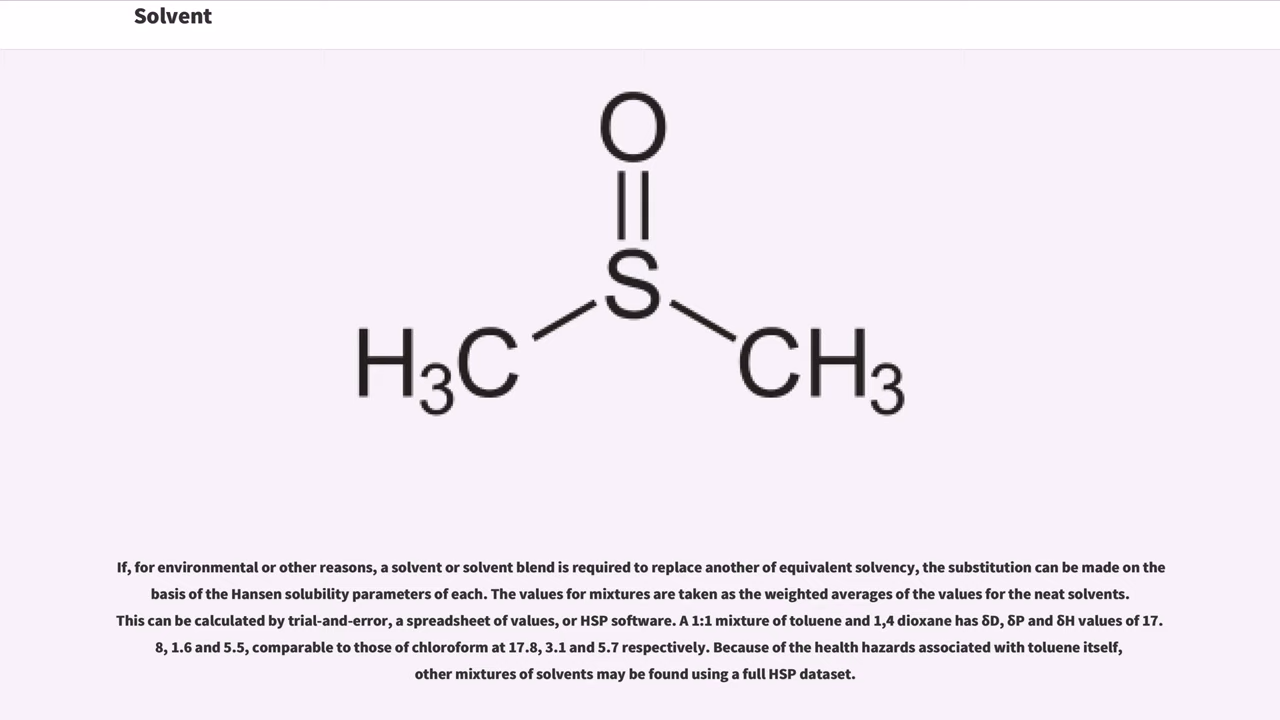 Solvent
O
S
H3C CH3
If, for environmental or other reasons, a solvent or solvent blend is required to replace another of equivalent solvency, the substitution can be made on the
basis of the Hansen solubility parameters of each. The values for mixtures are taken as the weighted averages of the values for the neat solvents.
This can be calculated by trial-and-error, a spreadsheet of values, or HSP software. A 1:1 mixture of toluene and 1,4 dioxane has δD, δP and δH values of 17.
8, 1.6 and 5.5, comparable to those of chloroform at 17.8, 3.1 and 5.7 respectively. Because of the health hazards associated with toluene itself,
other mixtures of solvents may be found using a full HSP dataset.